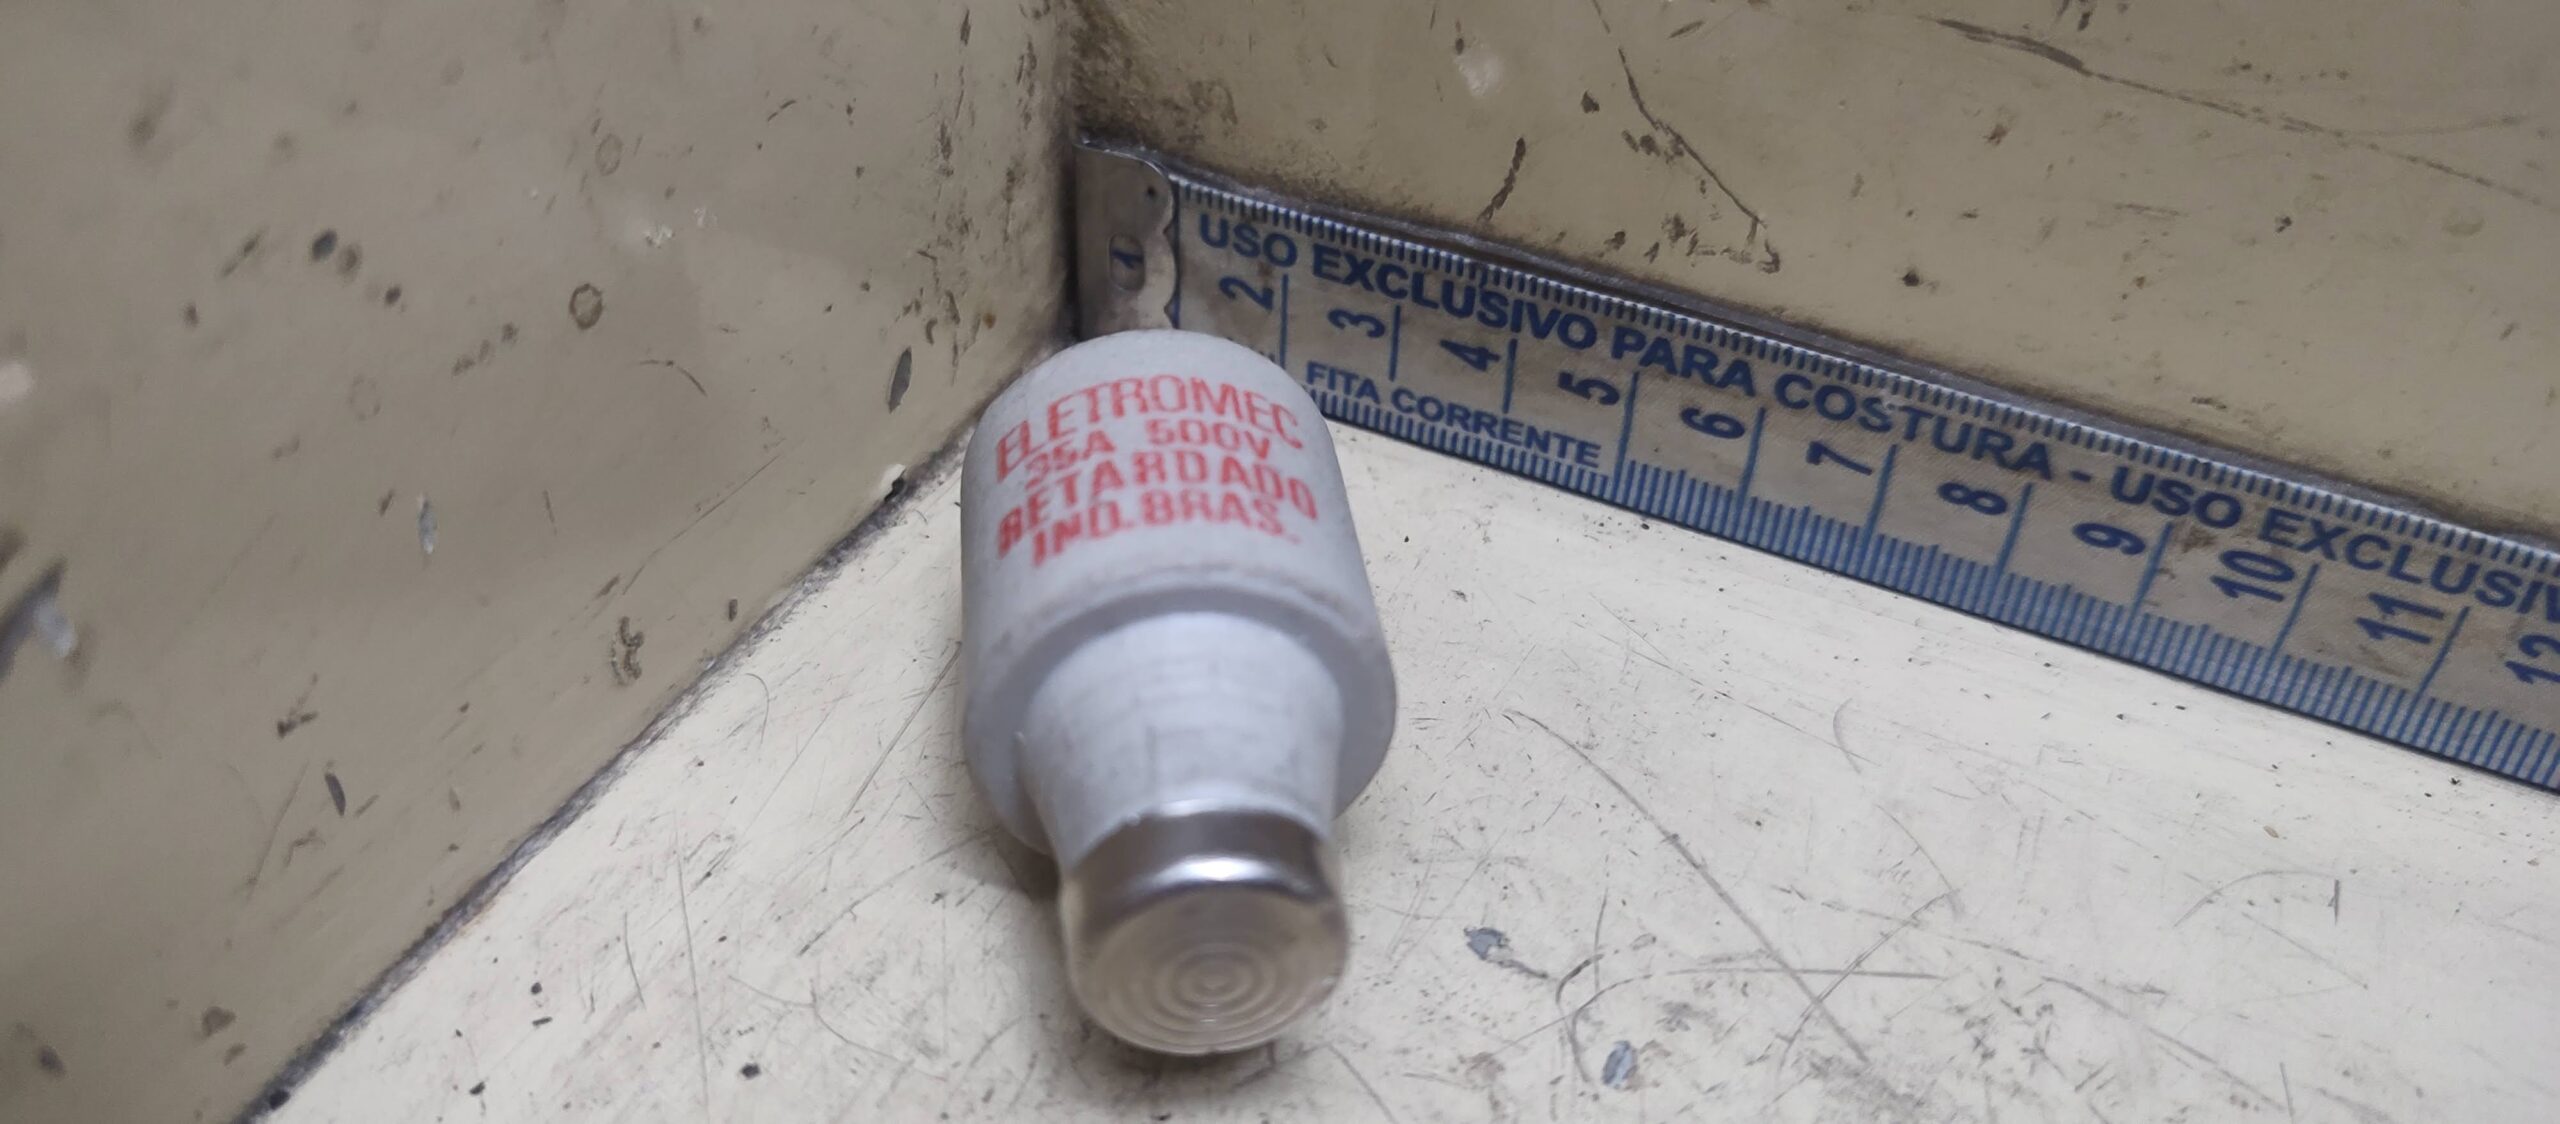 ELETROMEC
35A 500V
RETARDADO
IND. BRAS.
USO EXCLUSIVO PARA COSTURA - USO EXCLUSIV
1 2 3 4 5 6 7 8 9 10 11 12
FITA CORRENTE